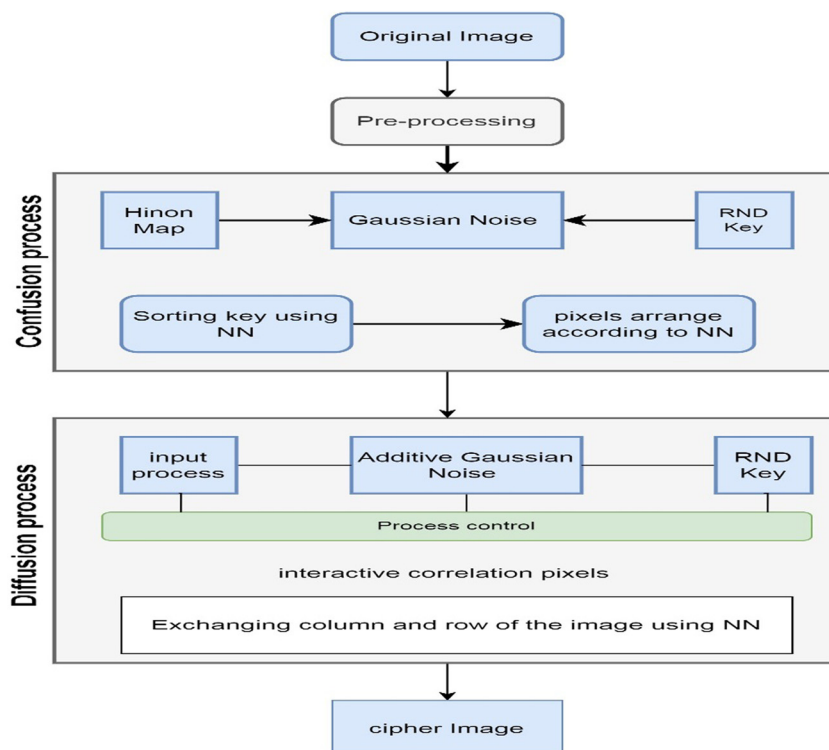 Original Image
Pre-processing
Confusion process
Hinon
Map
Gaussian Noise
RND
Key
Sorting key using
NN
pixels arrange
according to NN
Diffusion process
input
process
Additive Gaussian
Noise
RND
Key
Process control
interactive correlation pixels
Exchanging column and row of the image using NN
cipher Image